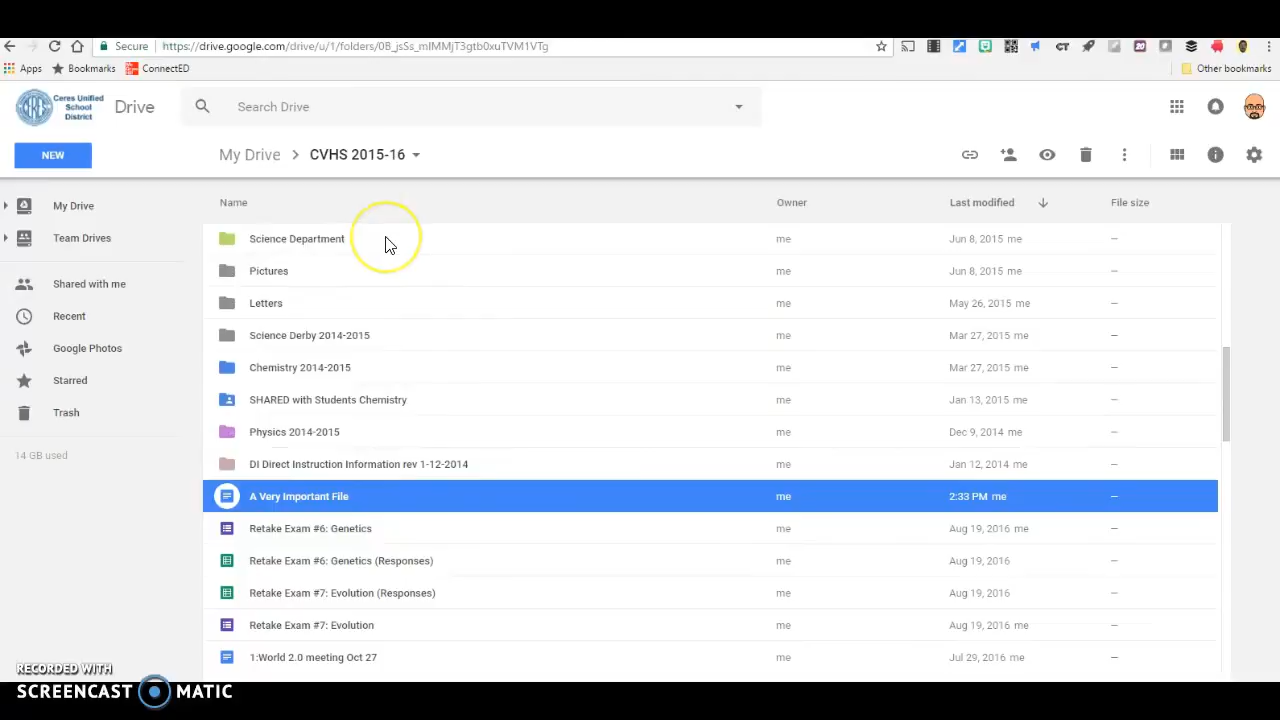 Secure https://drive.google.com/drive/u/1/folders/0B_jsSs_mIMMjT3gtb0xuTVM1VTg
Apps Bookmarks ConnectED Other bookmarks
Ceres Unified
School
District
Drive
Search Drive
NEW
My Drive > CVHS 2015-16
Name Owner Last modified File size
My Drive
Team Drives
Shared with me
Recent
Google Photos
Starred
Trash
14 GB used
Science Department me Jun 8, 2015 me –
Pictures me Jun 8, 2015 me –
Letters me May 26, 2015 me –
Science Derby 2014-2015 me Mar 27, 2015 me –
Chemistry 2014-2015 me Mar 27, 2015 me –
SHARED with Students Chemistry me Jan 13, 2015 me –
Physics 2014-2015 me Dec 9, 2014 me –
DI Direct Instruction Information rev 1-12-2014 me Jan 12, 2014 me –
A Very Important File me 2:33 PM me –
Retake Exam #6: Genetics me Aug 19, 2016 me –
Retake Exam #6: Genetics (Responses) me Aug 19, 2016 –
Retake Exam #7: Evolution (Responses) me Aug 19, 2016 –
Retake Exam #7: Evolution me Aug 19, 2016 me –
1:World 2.0 meeting Oct 27 me Jul 29, 2016 me –
RECORDED WITH
SCREENCAST MATIC